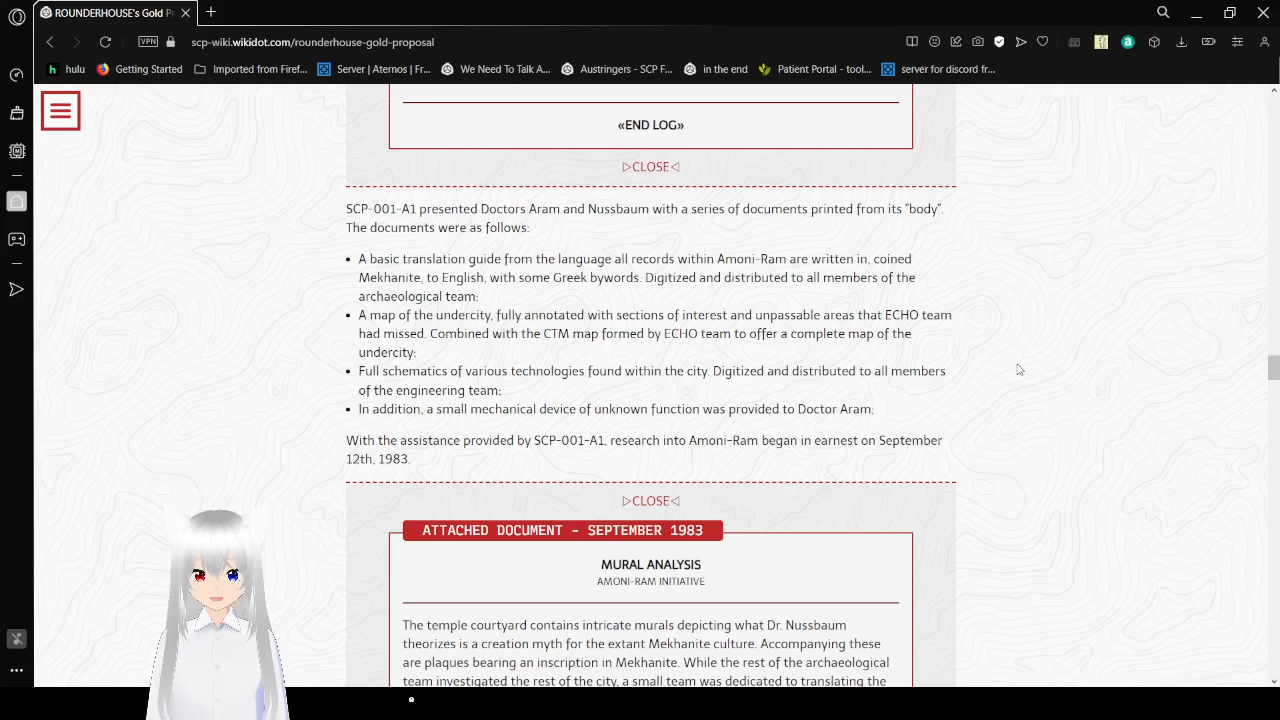 ROUNDERHOUSE's Gold Pr
VPN
scp-wiki.wikidot.com/rounderhouse-gold-proposal
hulu
Getting Started
Imported from Firef...
Server | Aternos | Fr...
We Need To Talk A...
Austringers - SCP F...
in the end
Patient Portal - tool...
server for discord fr...
«END LOG»
▷CLOSE◁
SCP-001-A1 presented Doctors Aram and Nussbaum with a series of documents printed from its "body".
The documents were as follows:
• A basic translation guide from the language all records within Amoni-Ram are written in, coined
Mekhanite, to English, with some Greek bywords. Digitized and distributed to all members of the
archaeological team;
• A map of the undercity, fully annotated with sections of interest and unpassable areas that ECHO team
had missed. Combined with the CTM map formed by ECHO team to offer a complete map of the
undercity;
• Full schematics of various technologies found within the city. Digitized and distributed to all members
of the engineering team;
• In addition, a small mechanical device of unknown function was provided to Doctor Aram;
With the assistance provided by SCP-001-A1, research into Amoni-Ram began in earnest on September
12th, 1983.
▷CLOSE◁
ATTACHED DOCUMENT - SEPTEMBER 1983
MURAL ANALYSIS
AMONI-RAM INITIATIVE
The temple courtyard contains intricate murals depicting what Dr. Nussbaum
theorizes is a creation myth for the extant Mekhanite culture. Accompanying these
are plaques bearing an inscription in Mekhanite. While the rest of the archaeological
team investigated the rest of the city, a small team was dedicated to translating the